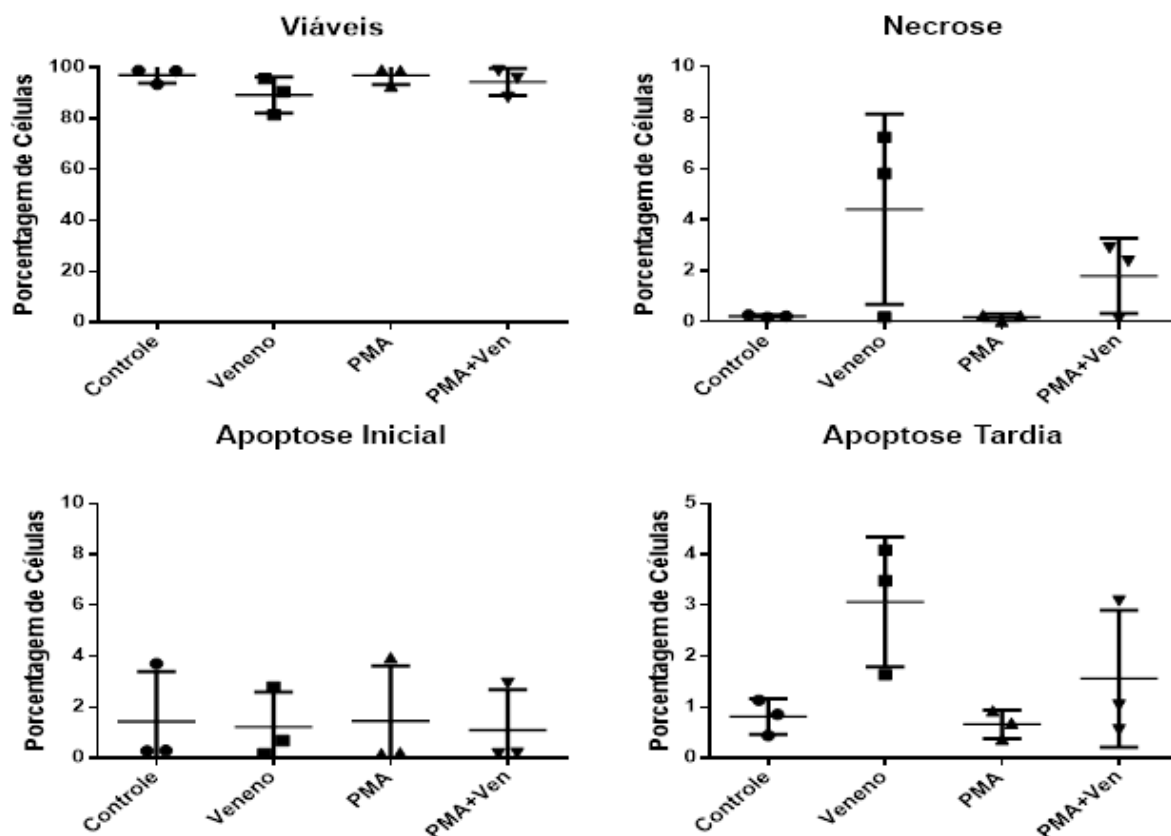 Viáveis
Porcentagem de Células
100
80
60
40
20
0
Controle
Veneno
PMA
PMA+Ven
Necrose
Porcentagem de Células
10
8
6
4
2
0
Controle
Veneno
PMA
PMA+Ven
Apoptose Inicial
Porcentagem de Células
10
8
6
4
2
0
Controle
Veneno
PMA
PMA+Ven
Apoptose Tardia
Porcentagem de Células
5
4
3
2
1
0
Controle
Veneno
PMA
PMA+Ven